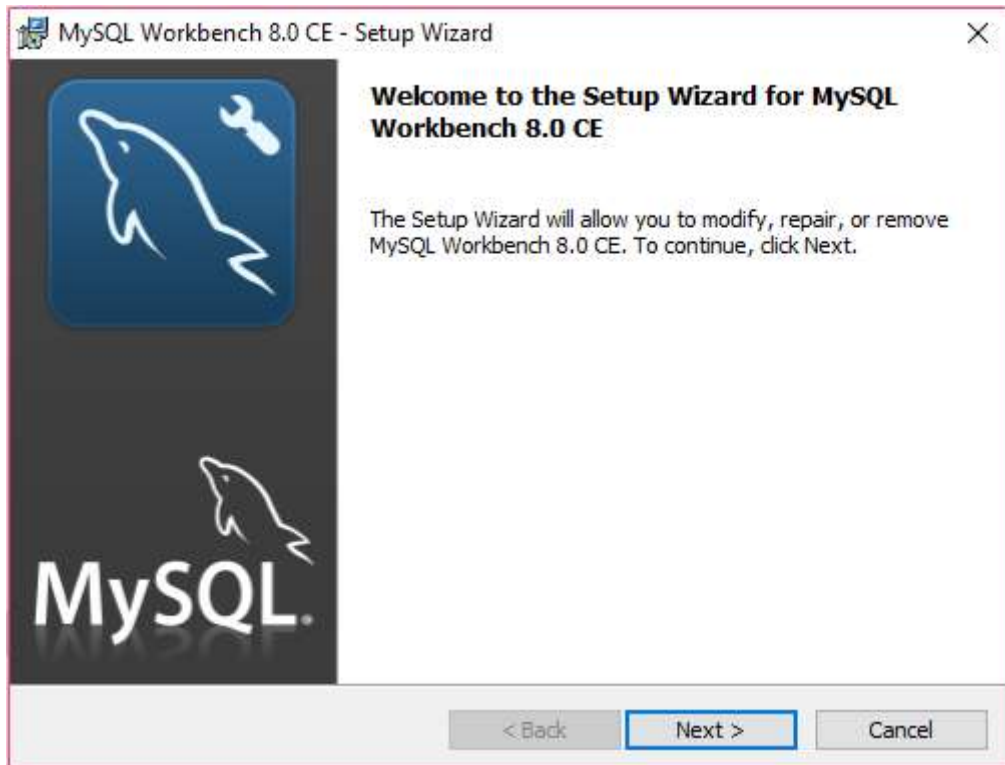 MySQL Workbench 8.0 CE - Setup Wizard
Welcome to the Setup Wizard for MySQL
Workbench 8.0 CE
The Setup Wizard will allow you to modify, repair, or remove
MySQL Workbench 8.0 CE. To continue, click Next.
MySQL®
< Back Next > Cancel